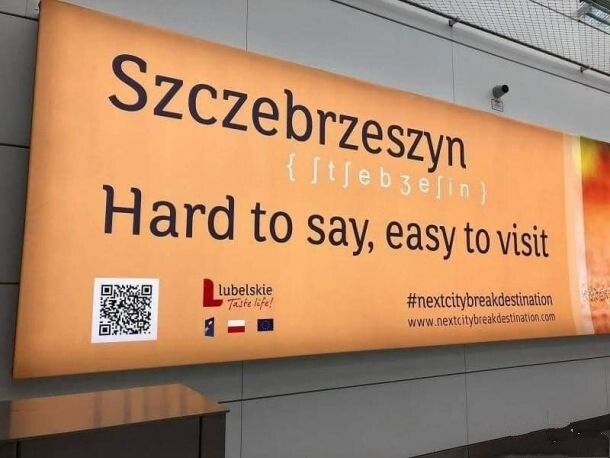 Szczebrzeszyn
{ ʃtʃebʒeʃin }
Hard to say, easy to visit
lubelskie
Taste life!
#nextcitybreakdestination
www.nextcitybreakdestination.com